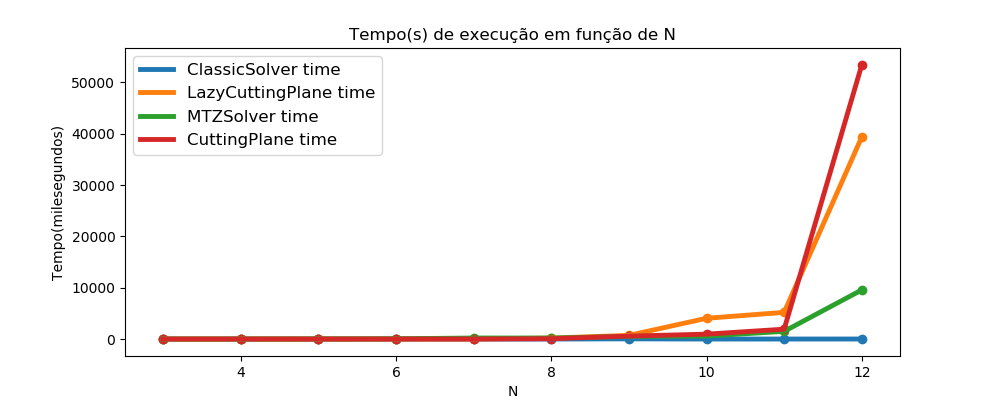 Tempo(s) de execução em função de N
ClassicSolver time
LazyCuttingPlane time
MTZSolver time
CuttingPlane time
Tempo(milesegundos)
50000
40000
30000
20000
10000
0
4 6 8 10 12
N